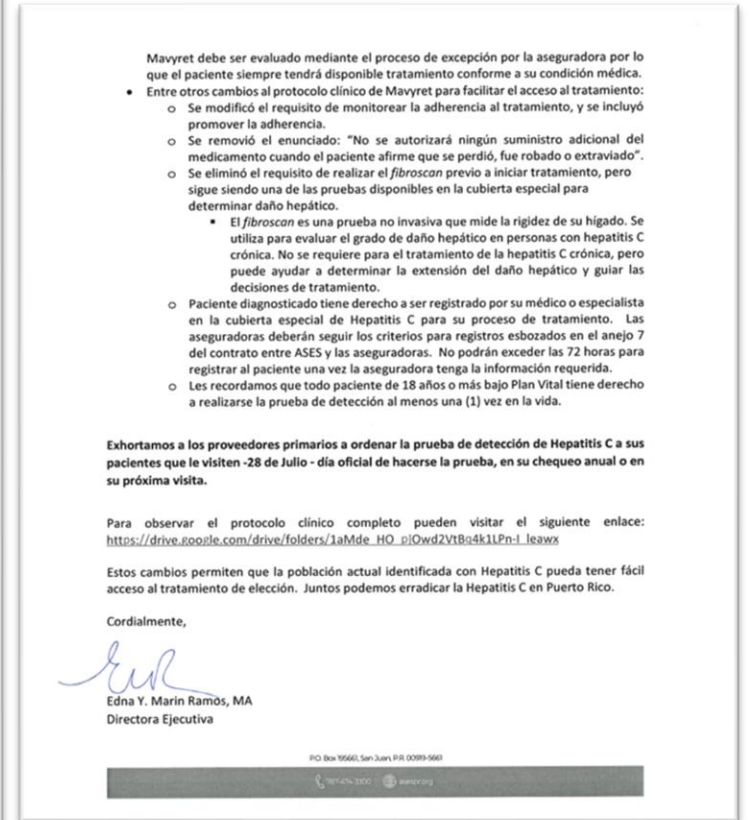 Mavyret debe ser evaluado mediante el proceso de excepción por la aseguradora por lo
que el paciente siempre tendrá disponible tratamiento conforme a su condición médica.
• Entre otros cambios al protocolo clínico de Mavyret para facilitar el acceso al tratamiento:
o Se modificó el requisito de monitorear la adherencia al tratamiento, y se incluyó
promover la adherencia.
o Se removió el enunciado: "No se autorizará ningún suministro adicional del
medicamento cuando el paciente afirme que se perdió, fue robado o extraviado".
o Se eliminó el requisito de realizar el fibroscan previo a iniciar tratamiento, pero
sigue siendo una de las pruebas disponibles en la cubierta especial para
determinar daño hepático.
▪ El fibroscan es una prueba no invasiva que mide la rigidez de su hígado. Se
utiliza para evaluar el grado de daño hepático en personas con hepatitis C
crónica. No se requiere para el tratamiento de la hepatitis C crónica, pero
puede ayudar a determinar la extensión del daño hepático y guiar las
decisiones de tratamiento.
o Paciente diagnosticado tiene derecho a ser registrado por su médico o especialista
en la cubierta especial de Hepatitis C para su proceso de tratamiento. Las
aseguradoras deberán seguir los criterios para registros esbozados en el anejo 7
del contrato entre ASES y las aseguradoras. No podrán exceder las 72 horas para
registrar al paciente una vez la aseguradora tenga la información requerida.
o Les recordamos que todo paciente de 18 años o más bajo Plan Vital tiene derecho
a realizarse la prueba de detección al menos una (1) vez en la vida.
Exhortamos a los proveedores primarios a ordenar la prueba de detección de Hepatitis C a sus
pacientes que le visiten -28 de Julio - día oficial de hacerse la prueba, en su chequeo anual o en
su próxima visita.
Para observar el protocolo clínico completo pueden visitar el siguiente enlace:
Estos cambios permiten que la población actual identificada con Hepatitis C pueda tener fácil
acceso al tratamiento de elección. Juntos podemos erradicar la Hepatitis C en Puerto Rico.
Cordialmente,
Edna Y. Marín Ramos, MA
Directora Ejecutiva
P.O. Box 195661, San Juan, P.R. 00919-5661